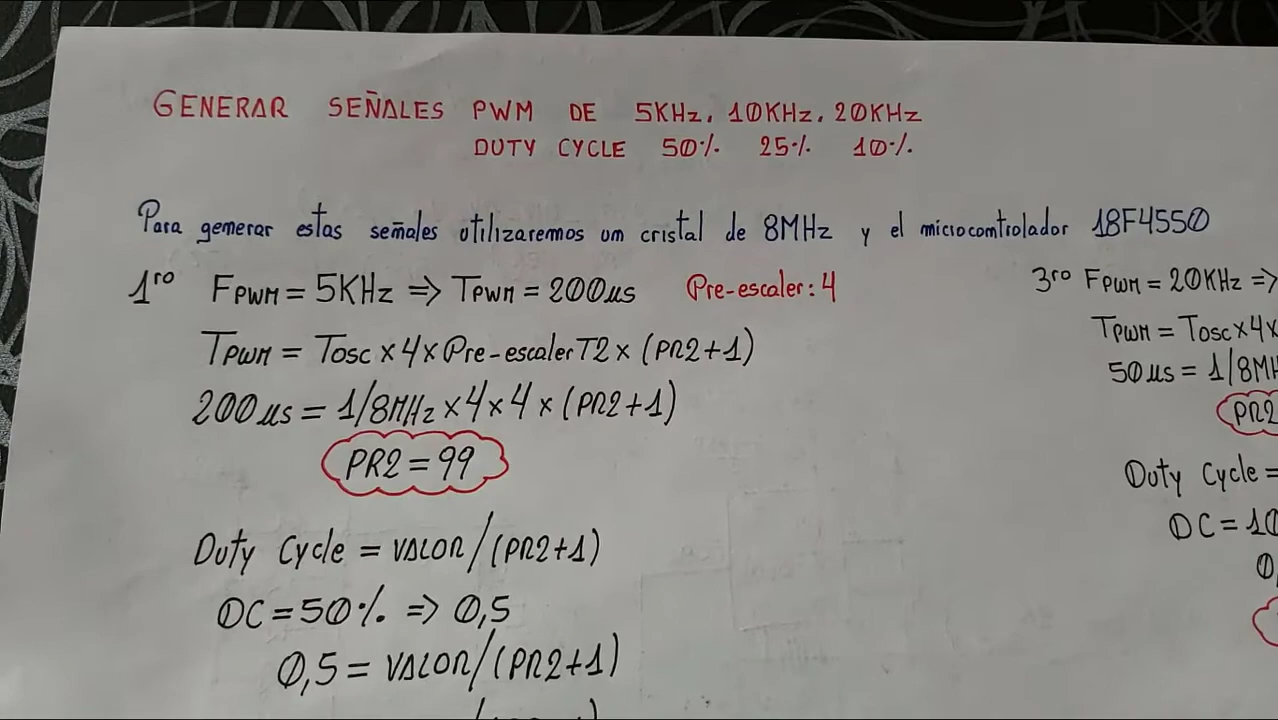 GENERAR SEÑALES PWM DE 5KHz, 10KHz, 20KHz
DUTY CYCLE 50% 25% 10%
Para generar estas señales utilizaremos un cristal de 8MHz y el microcontrolador 18F4550
1ro FPWM = 5KHz => TPWM = 200us Pre-escaler: 4
TPWM = Tosc x 4 x Pre-escalerT2 x (PR2+1)
200us = 1/8MHz x 4 x 4 x (PR2+1)
PR2 = 99
Duty Cycle = VALOR/(PR2+1)
DC = 50% => 0,5
0,5 = VALOR/(PR2+1)
3ro FPWM = 20KHz =>
TPWM = Tosc x 4 x
50us = 1/8MH
PR2
Duty Cycle =
DC = 10
0,